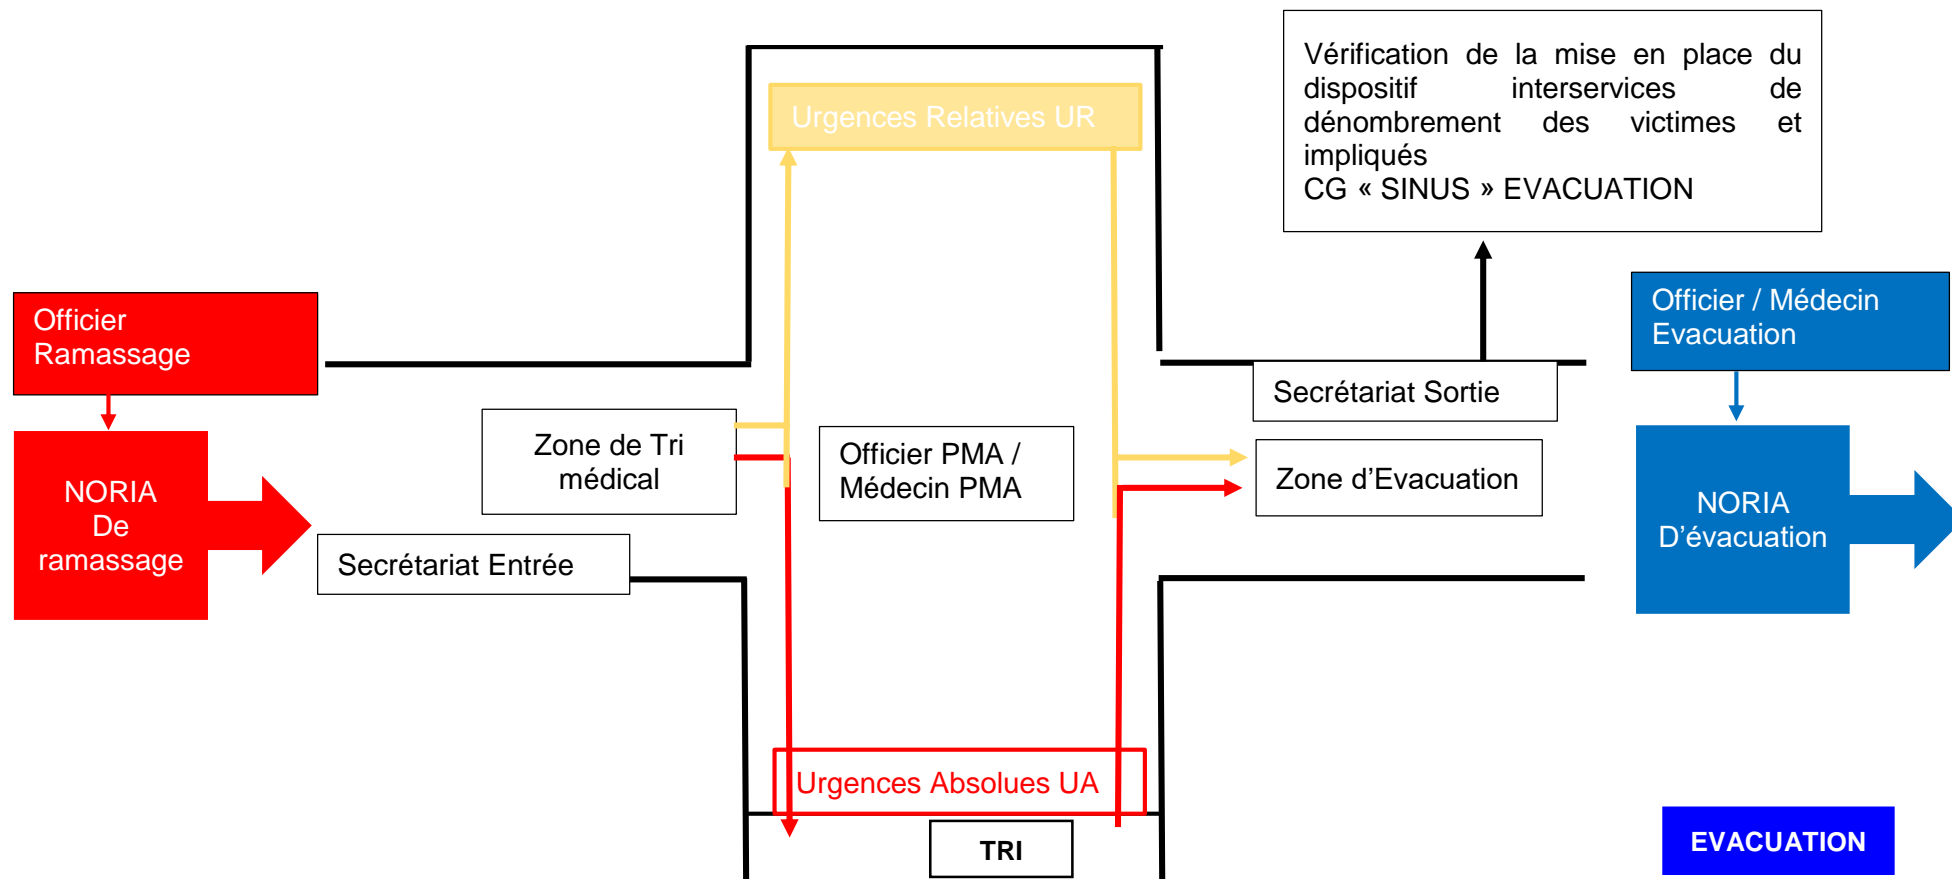 Vérification de la mise en place du
dispositif interservices de
dénombrement des victimes et
impliqués
CG « SINUS » EVACUATION
Urgences Relatives UR
Officier
Ramassage
Officier / Médecin
Evacuation
Secrétariat Sortie
Zone de Tri
médical
Officier PMA /
Médecin PMA
Zone d’Evacuation
NORIA
De
ramassage
NORIA
D’évacuation
Secrétariat Entrée
Urgences Absolues UA
TRI
EVACUATION